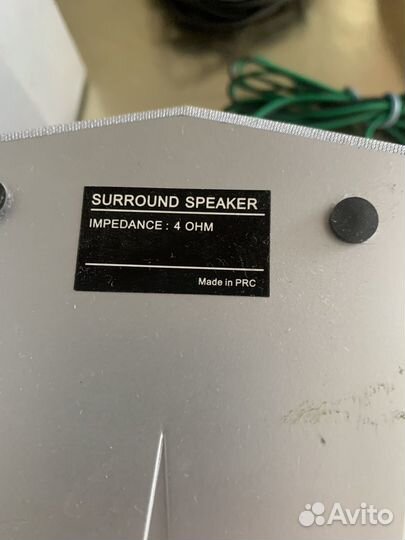 SURROUND SPEAKER
IMPEDANCE : 4 OHM
Made in PRC
Avito